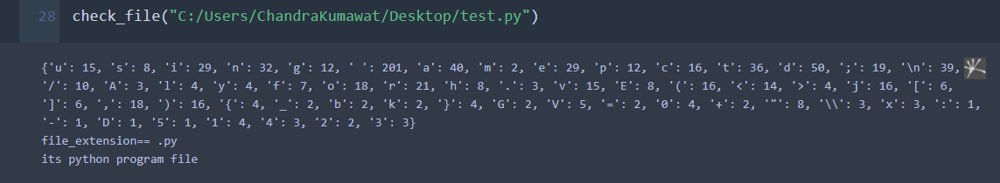 28 check_file("C:/Users/ChandraKumawat/Desktop/test.py")
{'u': 15, 's': 8, 'i': 29, 'n': 32, 'g': 12, ' ': 201, 'a': 40, 'm': 2, 'e': 29, 'p': 12, 'c': 16, 't': 36, 'd': 50, ';': 19, '\n': 39,
'/': 10, 'A': 3, 'l': 4, 'y': 4, 'f': 7, 'o': 18, 'r': 21, 'h': 8, '.': 3, 'v': 15, 'E': 8, '(': 16, '<': 14, '>': 4, 'j': 16, '[': 6,
']': 6, ',': 18, ')': 16, '{': 4, '_': 2, 'b': 2, 'k': 2, '}': 4, 'G': 2, 'V': 5, '=': 2, '0': 4, '+': 2, '"': 8, '\\': 3, 'x': 3, ':': 1,
'-': 1, 'D': 1, '5': 1, '1': 4, '4': 3, '2': 2, '3': 3}
file_extension== .py
its python program file